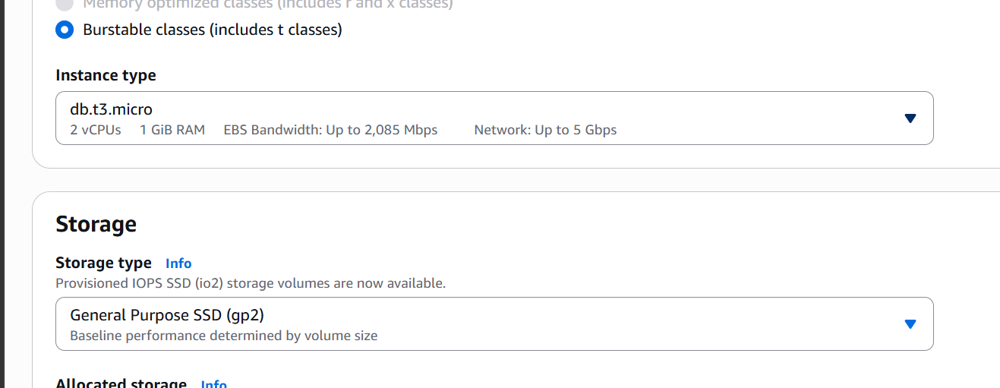 Memory optimized classes (includes r and x classes)
Burstable classes (includes t classes)
Instance type
db.t3.micro
2 vCPUs 1 GiB RAM EBS Bandwidth: Up to 2,085 Mbps Network: Up to 5 Gbps
Storage
Storage type Info
Provisioned IOPS SSD (io2) storage volumes are now available.
General Purpose SSD (gp2)
Baseline performance determined by volume size
Allocated storage Info